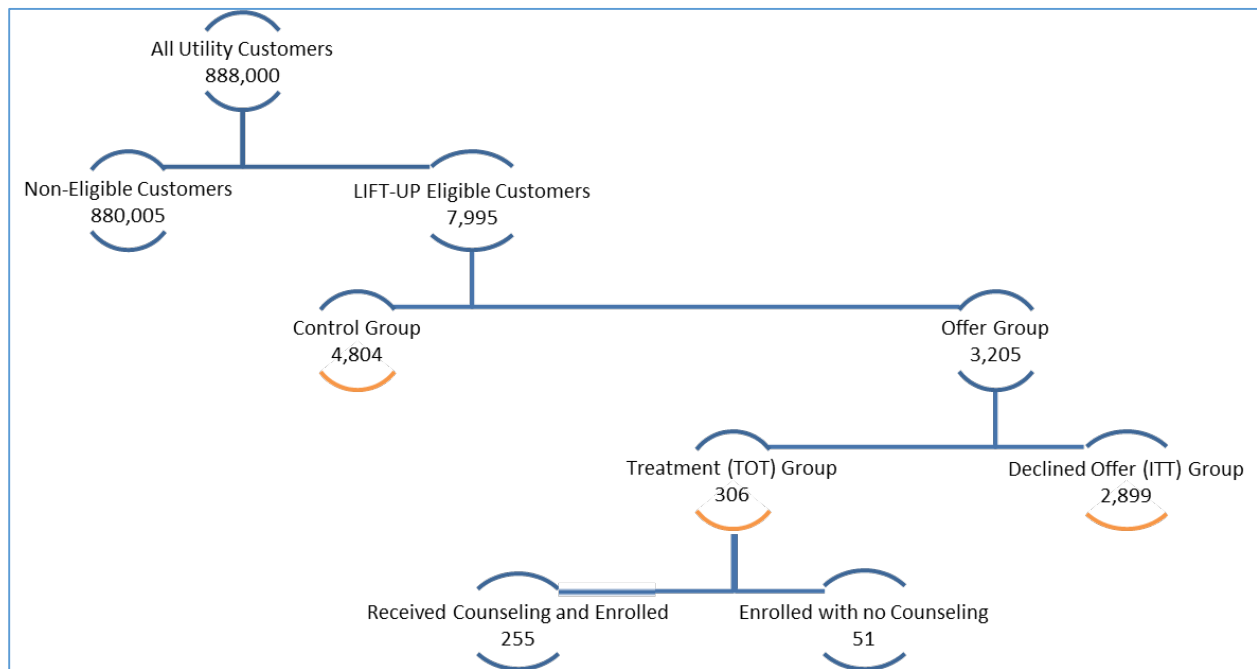 All Utility Customers
888,000
Non-Eligible Customers
880,005
LIFT-UP Eligible Customers
7,995
Control Group
4,804
Offer Group
3,205
Treatment (TOT) Group
306
Declined Offer (ITT) Group
2,899
Received Counseling and Enrolled
255
Enrolled with no Counseling
51